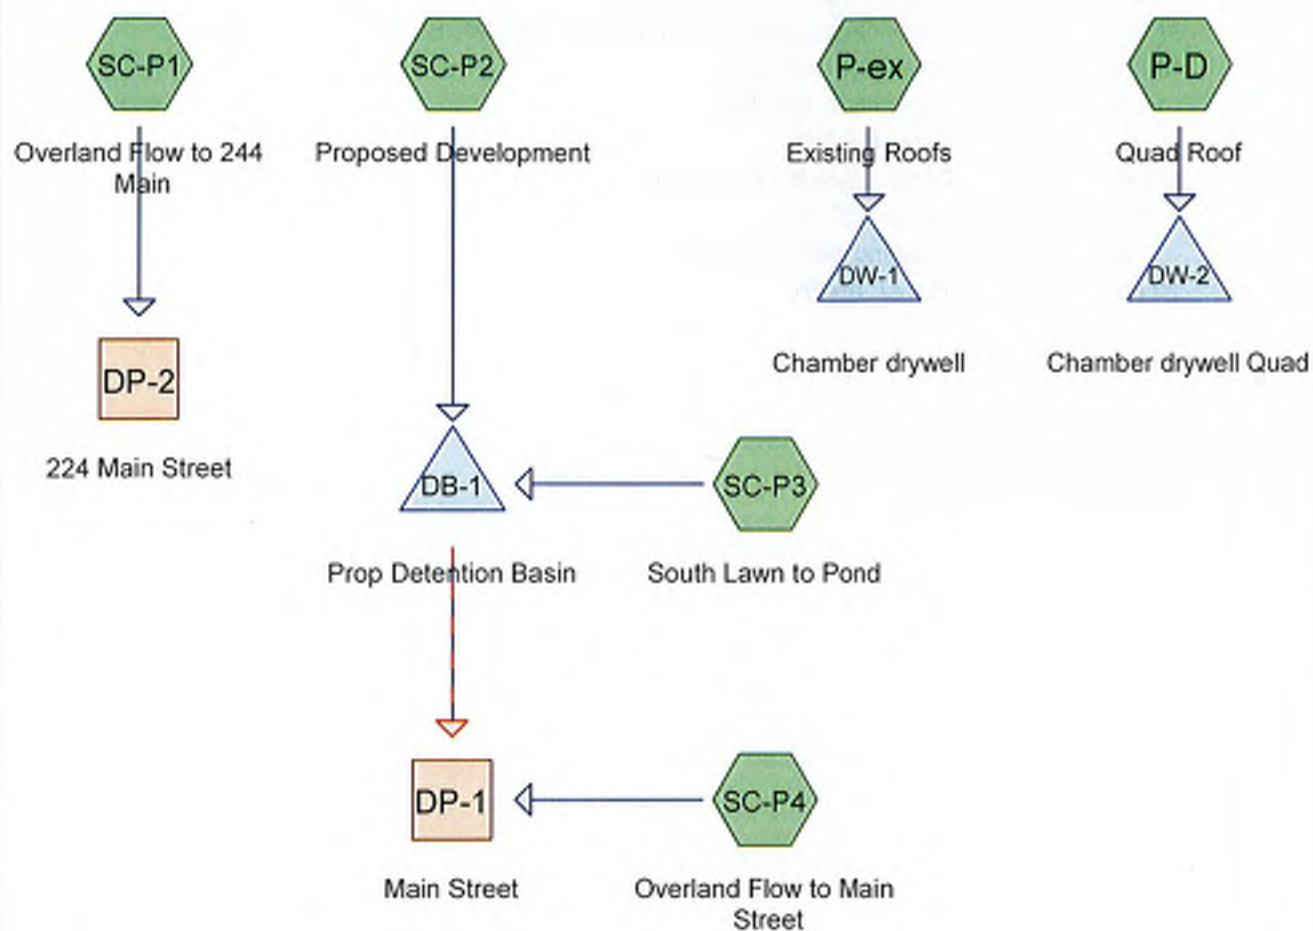 SC-P1
SC-P2
P-ex
P-D
Overland Flow to 244
Main
Proposed Development
Existing Roofs
Quad Roof
DW-1
DW-2
Chamber drywell
Chamber drywell Quad
DP-2
224 Main Street
DB-1
SC-P3
Prop Detention Basin
South Lawn to Pond
DP-1
SC-P4
Main Street
Overland Flow to Main
Street